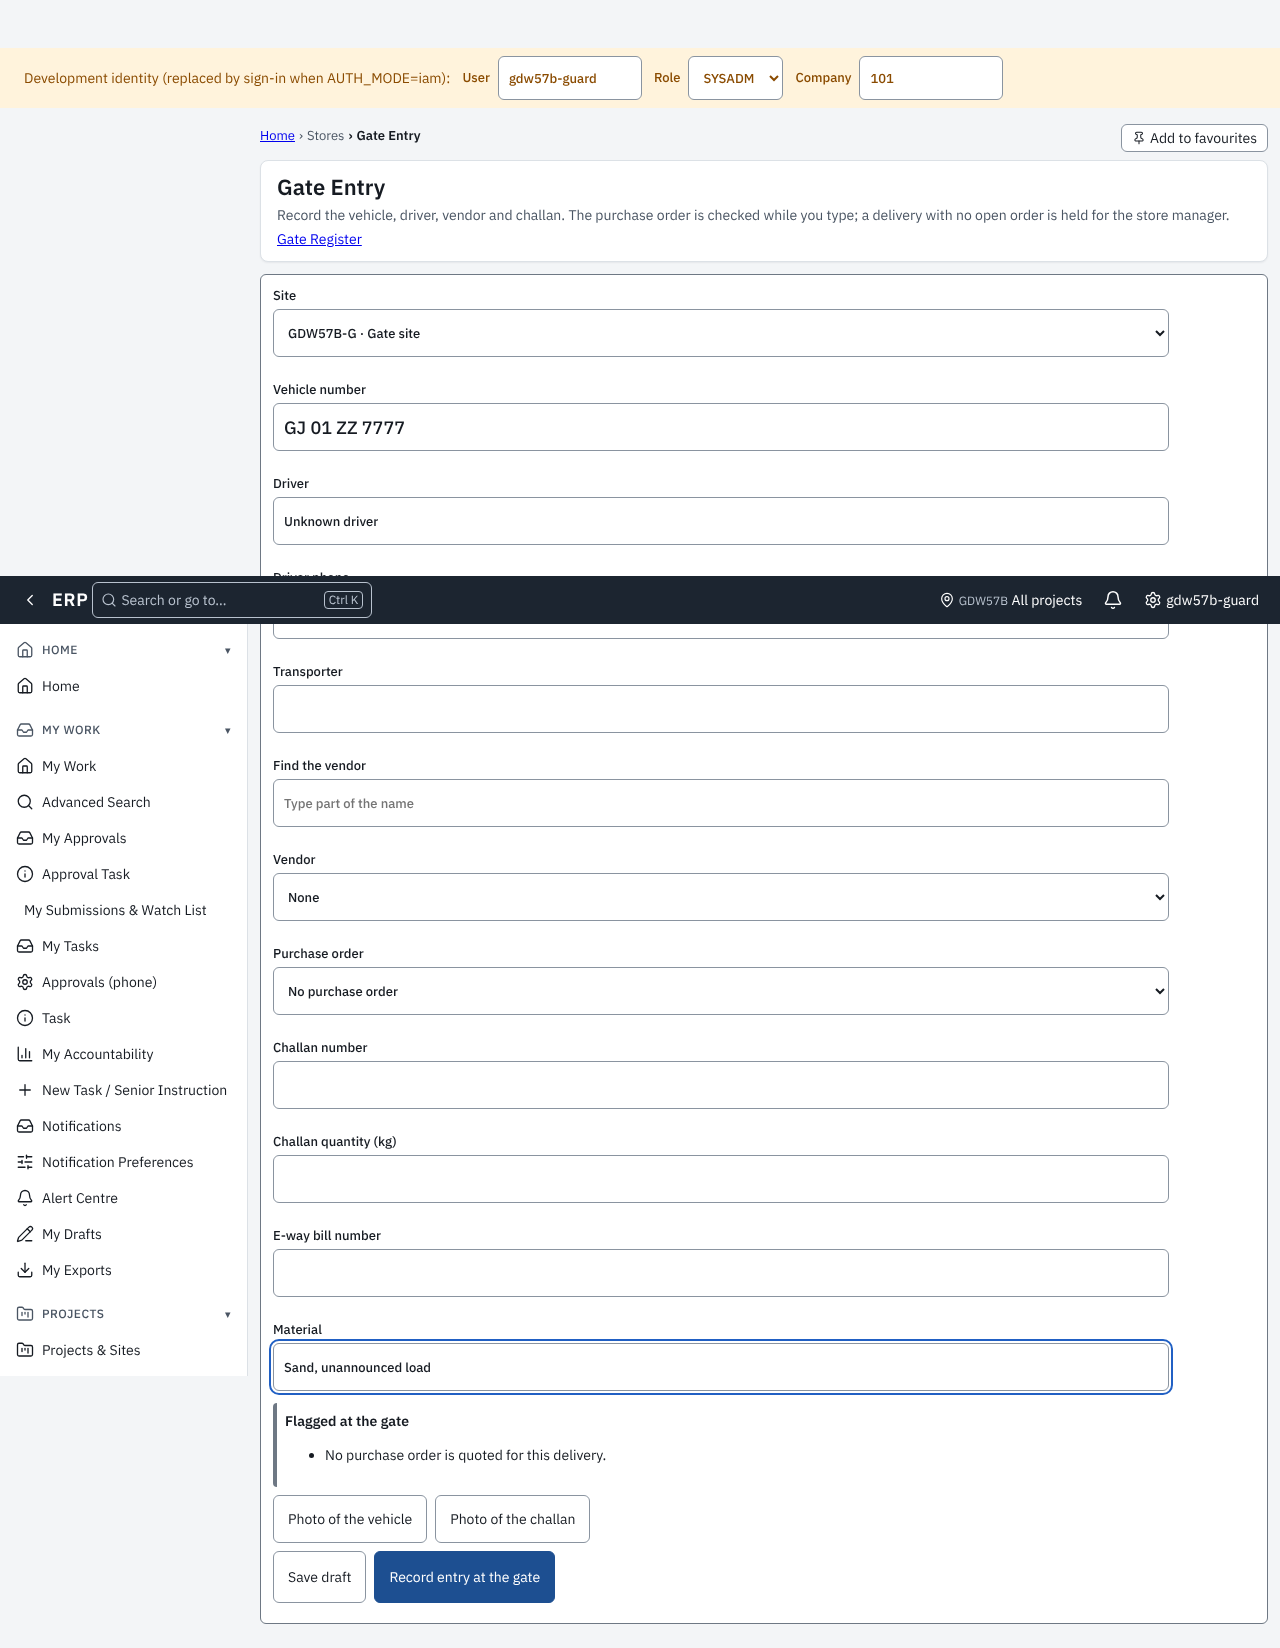 Development identity (replaced by sign-in when AUTH_MODE=iam): User gdw57b-guard Role SYSADM Company 101
Home › Stores › Gate Entry
Add to favourites
Gate Entry
Record the vehicle, driver, vendor and challan. The purchase order is checked while you type; a delivery with no open order is held for the store manager.
Gate Register
Site
GDW57B-G · Gate site
Vehicle number
GJ 01 ZZ 7777
Driver
Unknown driver
ERP
Search or go to...
Ctrl K
GDW57B All projects
gdw57b-guard
HOME
Home
MY WORK
My Work
Advanced Search
My Approvals
Approval Task
My Submissions & Watch List
My Tasks
Approvals (phone)
Task
My Accountability
New Task / Senior Instruction
Notifications
Notification Preferences
Alert Centre
My Drafts
My Exports
PROJECTS
Projects & Sites
Transporter
Find the vendor
Type part of the name
Vendor
None
Purchase order
No purchase order
Challan number
Challan quantity (kg)
E-way bill number
Material
Sand, unannounced load
Flagged at the gate
• No purchase order is quoted for this delivery.
Photo of the vehicle
Photo of the challan
Save draft
Record entry at the gate